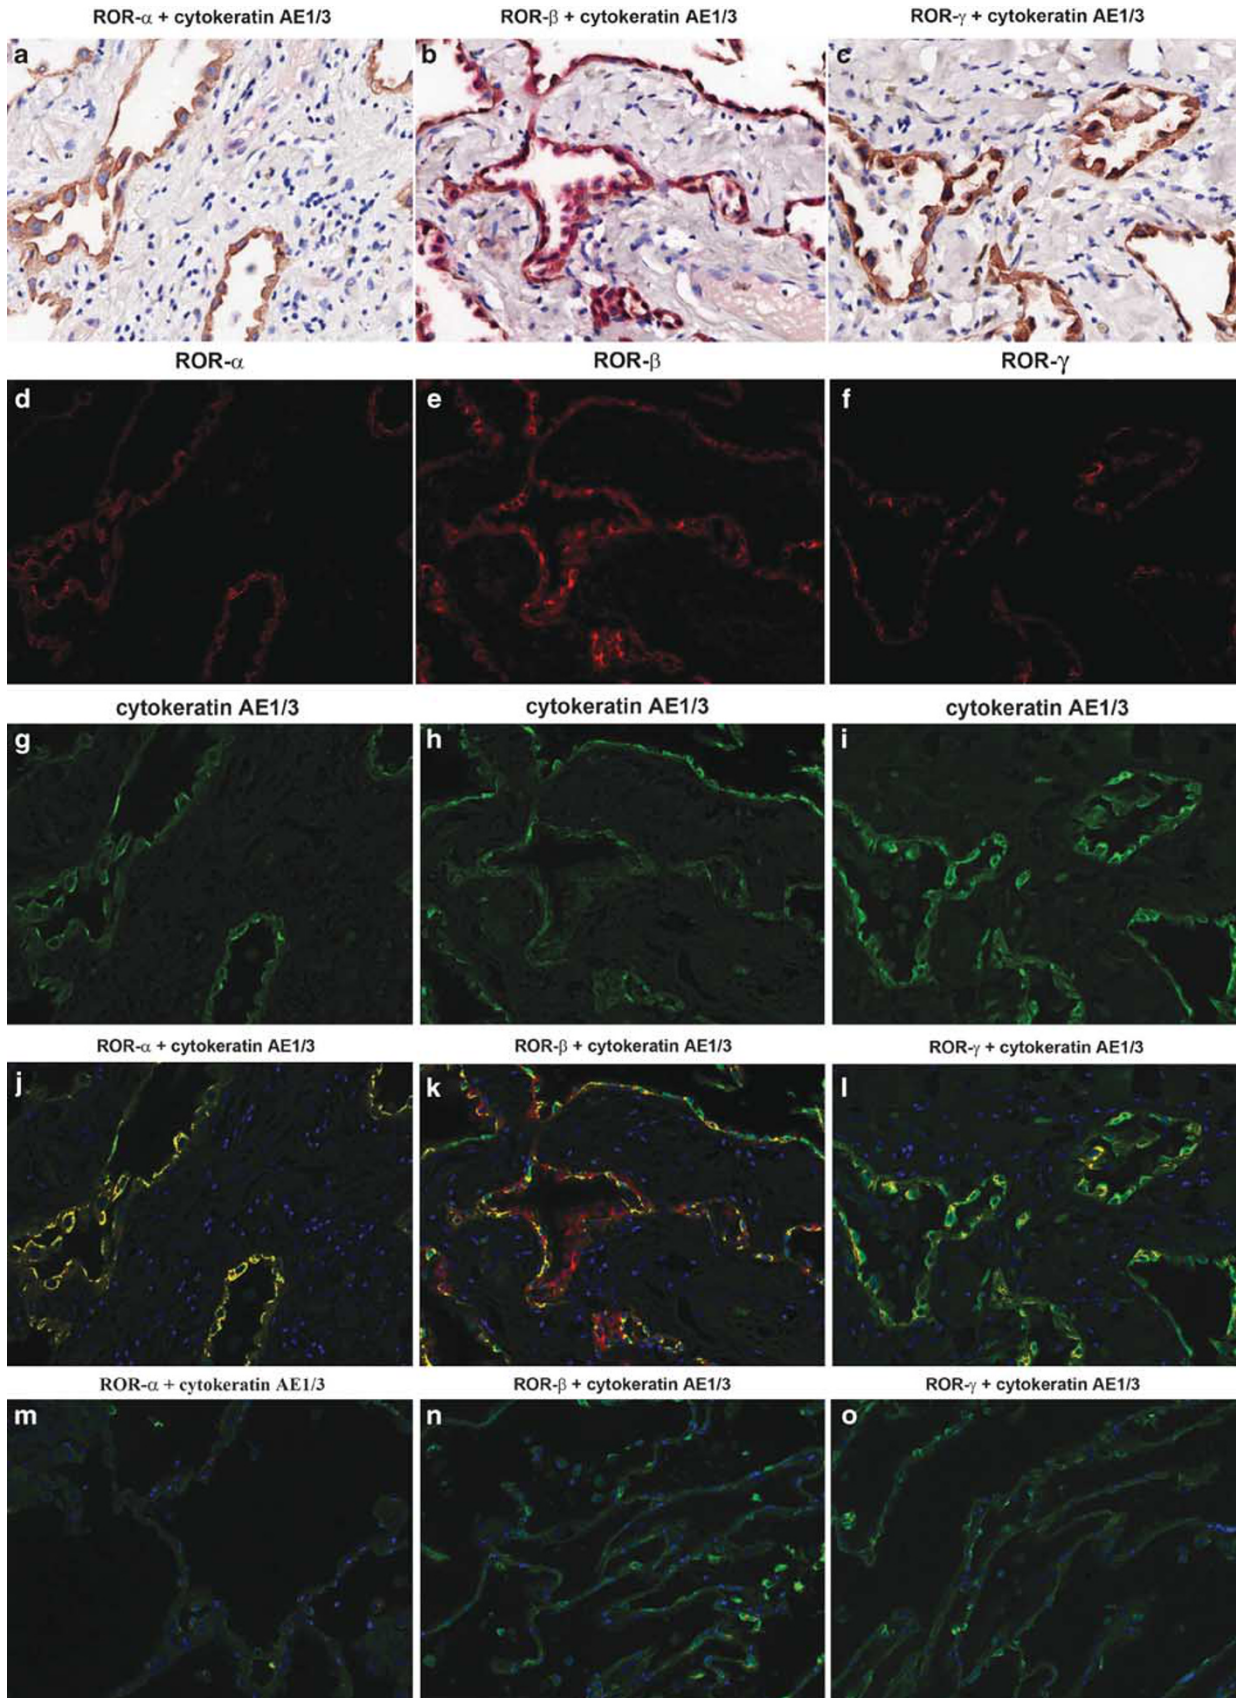 ROR-α + cytokeratin AE1/3 ROR-β + cytokeratin AE1/3 ROR-γ + cytokeratin AE1/3
a b c
ROR-α ROR-β ROR-γ
d e f
cytokeratin AE1/3 cytokeratin AE1/3 cytokeratin AE1/3
g h i
ROR-α + cytokeratin AE1/3 ROR-β + cytokeratin AE1/3 ROR-γ + cytokeratin AE1/3
j k l
ROR-α + cytokeratin AE1/3 ROR-β + cytokeratin AE1/3 ROR-γ + cytokeratin AE1/3
m n o